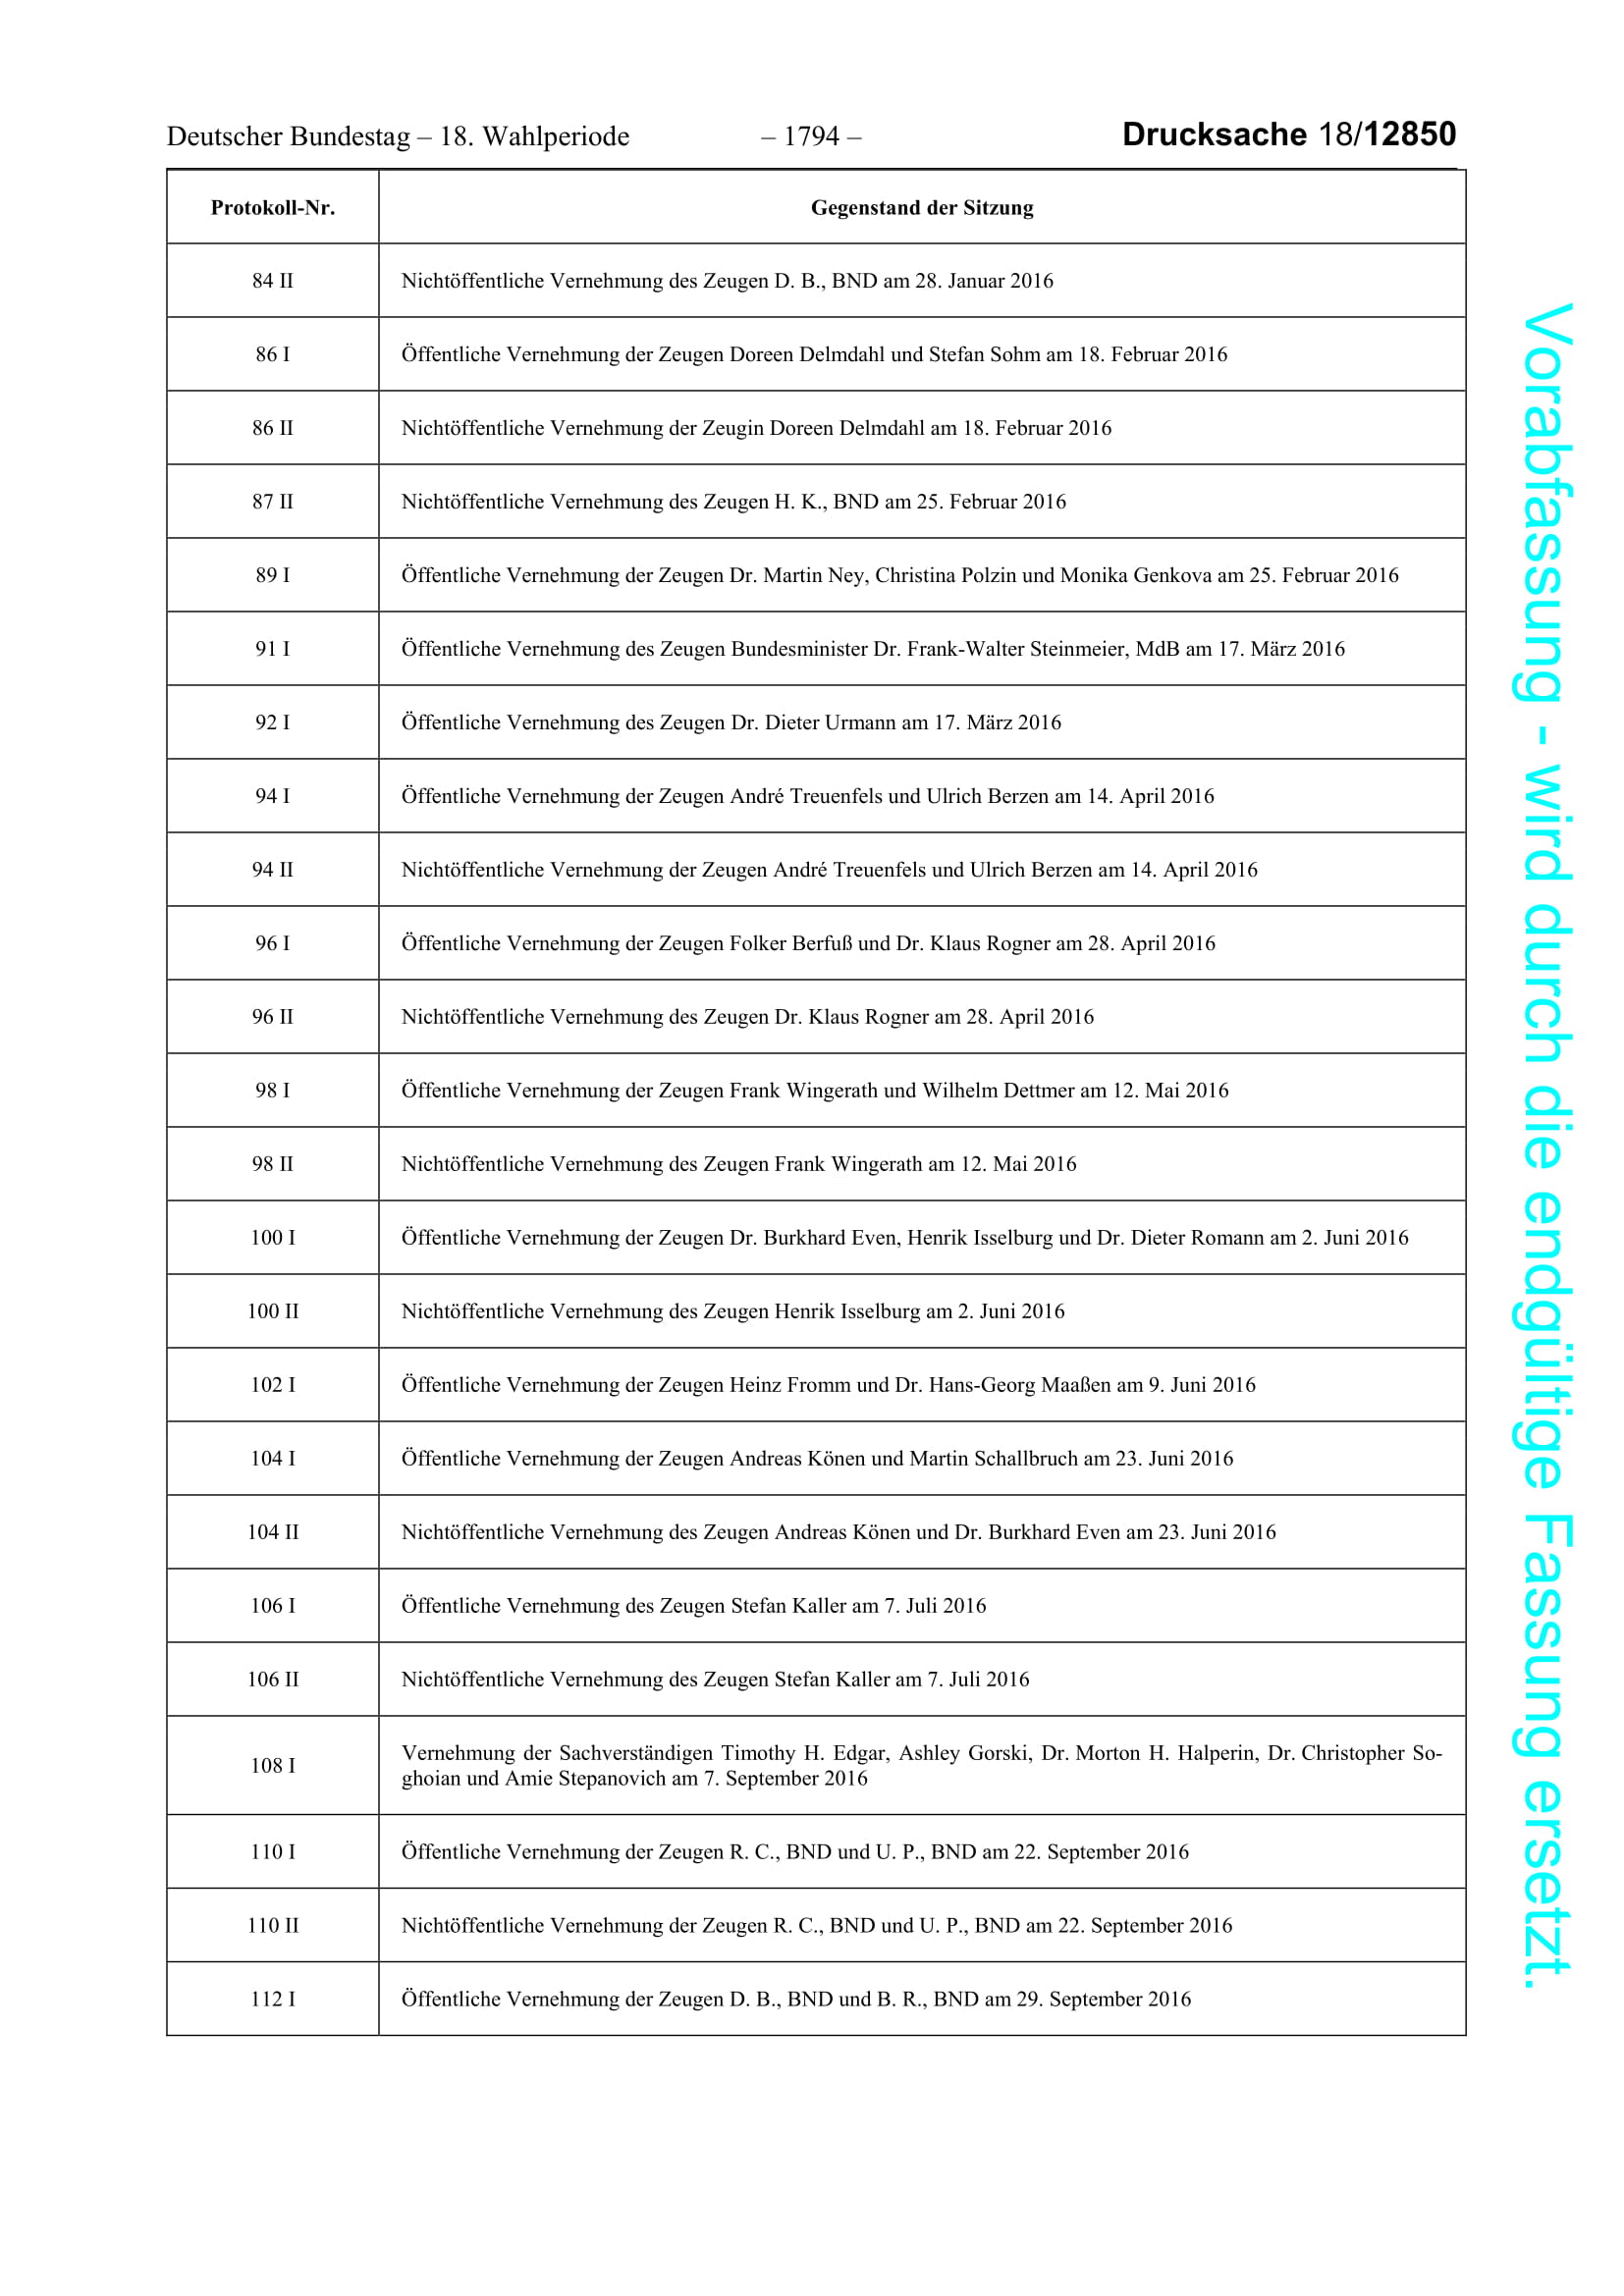 Deutscher Bundestag – 18. Wahlperiode – 1794 – Drucksache 18/12850
Protokoll-Nr. Gegenstand der Sitzung
84 II Nichtöffentliche Vernehmung des Zeugen D. B., BND am 28. Januar 2016
86 I Öffentliche Vernehmung der Zeugen Doreen Delmdahl und Stefan Sohm am 18. Februar 2016
86 II Nichtöffentliche Vernehmung der Zeugin Doreen Delmdahl am 18. Februar 2016
87 II Nichtöffentliche Vernehmung des Zeugen H. K., BND am 25. Februar 2016
89 I Öffentliche Vernehmung der Zeugen Dr. Martin Ney, Christina Polzin und Monika Genkova am 25. Februar 2016
91 I Öffentliche Vernehmung des Zeugen Bundesminister Dr. Frank-Walter Steinmeier, MdB am 17. März 2016
92 I Öffentliche Vernehmung des Zeugen Dr. Dieter Urmann am 17. März 2016
94 I Öffentliche Vernehmung der Zeugen André Treuenfels und Ulrich Berzen am 14. April 2016
94 II Nichtöffentliche Vernehmung der Zeugen André Treuenfels und Ulrich Berzen am 14. April 2016
96 I Öffentliche Vernehmung der Zeugen Folker Berfuß und Dr. Klaus Rogner am 28. April 2016
96 II Nichtöffentliche Vernehmung des Zeugen Dr. Klaus Rogner am 28. April 2016
98 I Öffentliche Vernehmung der Zeugen Frank Wingerath und Wilhelm Dettmer am 12. Mai 2016
98 II Nichtöffentliche Vernehmung des Zeugen Frank Wingerath am 12. Mai 2016
100 I Öffentliche Vernehmung der Zeugen Dr. Burkhard Even, Henrik Isselburg und Dr. Dieter Romann am 2. Juni 2016
100 II Nichtöffentliche Vernehmung des Zeugen Henrik Isselburg am 2. Juni 2016
102 I Öffentliche Vernehmung der Zeugen Heinz Fromm und Dr. Hans-Georg Maaßen am 9. Juni 2016
104 I Öffentliche Vernehmung der Zeugen Andreas Könen und Martin Schallbruch am 23. Juni 2016
104 II Nichtöffentliche Vernehmung des Zeugen Andreas Könen und Dr. Burkhard Even am 23. Juni 2016
106 I Öffentliche Vernehmung des Zeugen Stefan Kaller am 7. Juli 2016
106 II Nichtöffentliche Vernehmung des Zeugen Stefan Kaller am 7. Juli 2016
108 I Vernehmung der Sachverständigen Timothy H. Edgar, Ashley Gorski, Dr. Morton H. Halperin, Dr. Christopher So-
ghoian und Amie Stepanovich am 7. September 2016
110 I Öffentliche Vernehmung der Zeugen R. C., BND und U. P., BND am 22. September 2016
110 II Nichtöffentliche Vernehmung der Zeugen R. C., BND und U. P., BND am 22. September 2016
112 I Öffentliche Vernehmung der Zeugen D. B., BND und B. R., BND am 29. September 2016
Vorabfassung - wird durch die endgültige Fassung ersetzt.